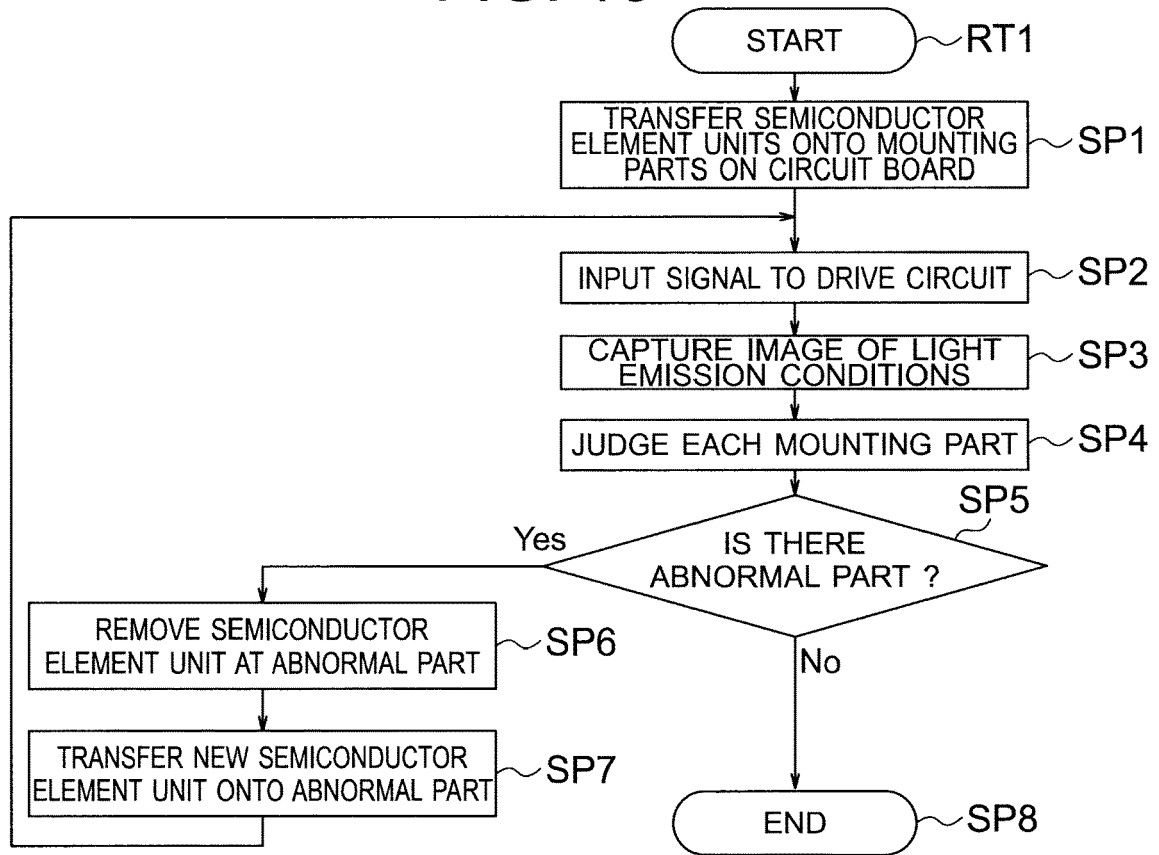 START
RT1
TRANSFER SEMICONDUCTOR
ELEMENT UNITS ONTO MOUNTING
PARTS ON CIRCUIT BOARD
SP1
INPUT SIGNAL TO DRIVE CIRCUIT
SP2
CAPTURE IMAGE OF LIGHT
EMISSION CONDITIONS
SP3
JUDGE EACH MOUNTING PART
SP4
SP5
IS THERE
ABNORMAL PART ?
Yes
No
REMOVE SEMICONDUCTOR
ELEMENT UNIT AT ABNORMAL PART
SP6
TRANSFER NEW SEMICONDUCTOR
ELEMENT UNIT ONTO ABNORMAL PART
SP7
END
SP8